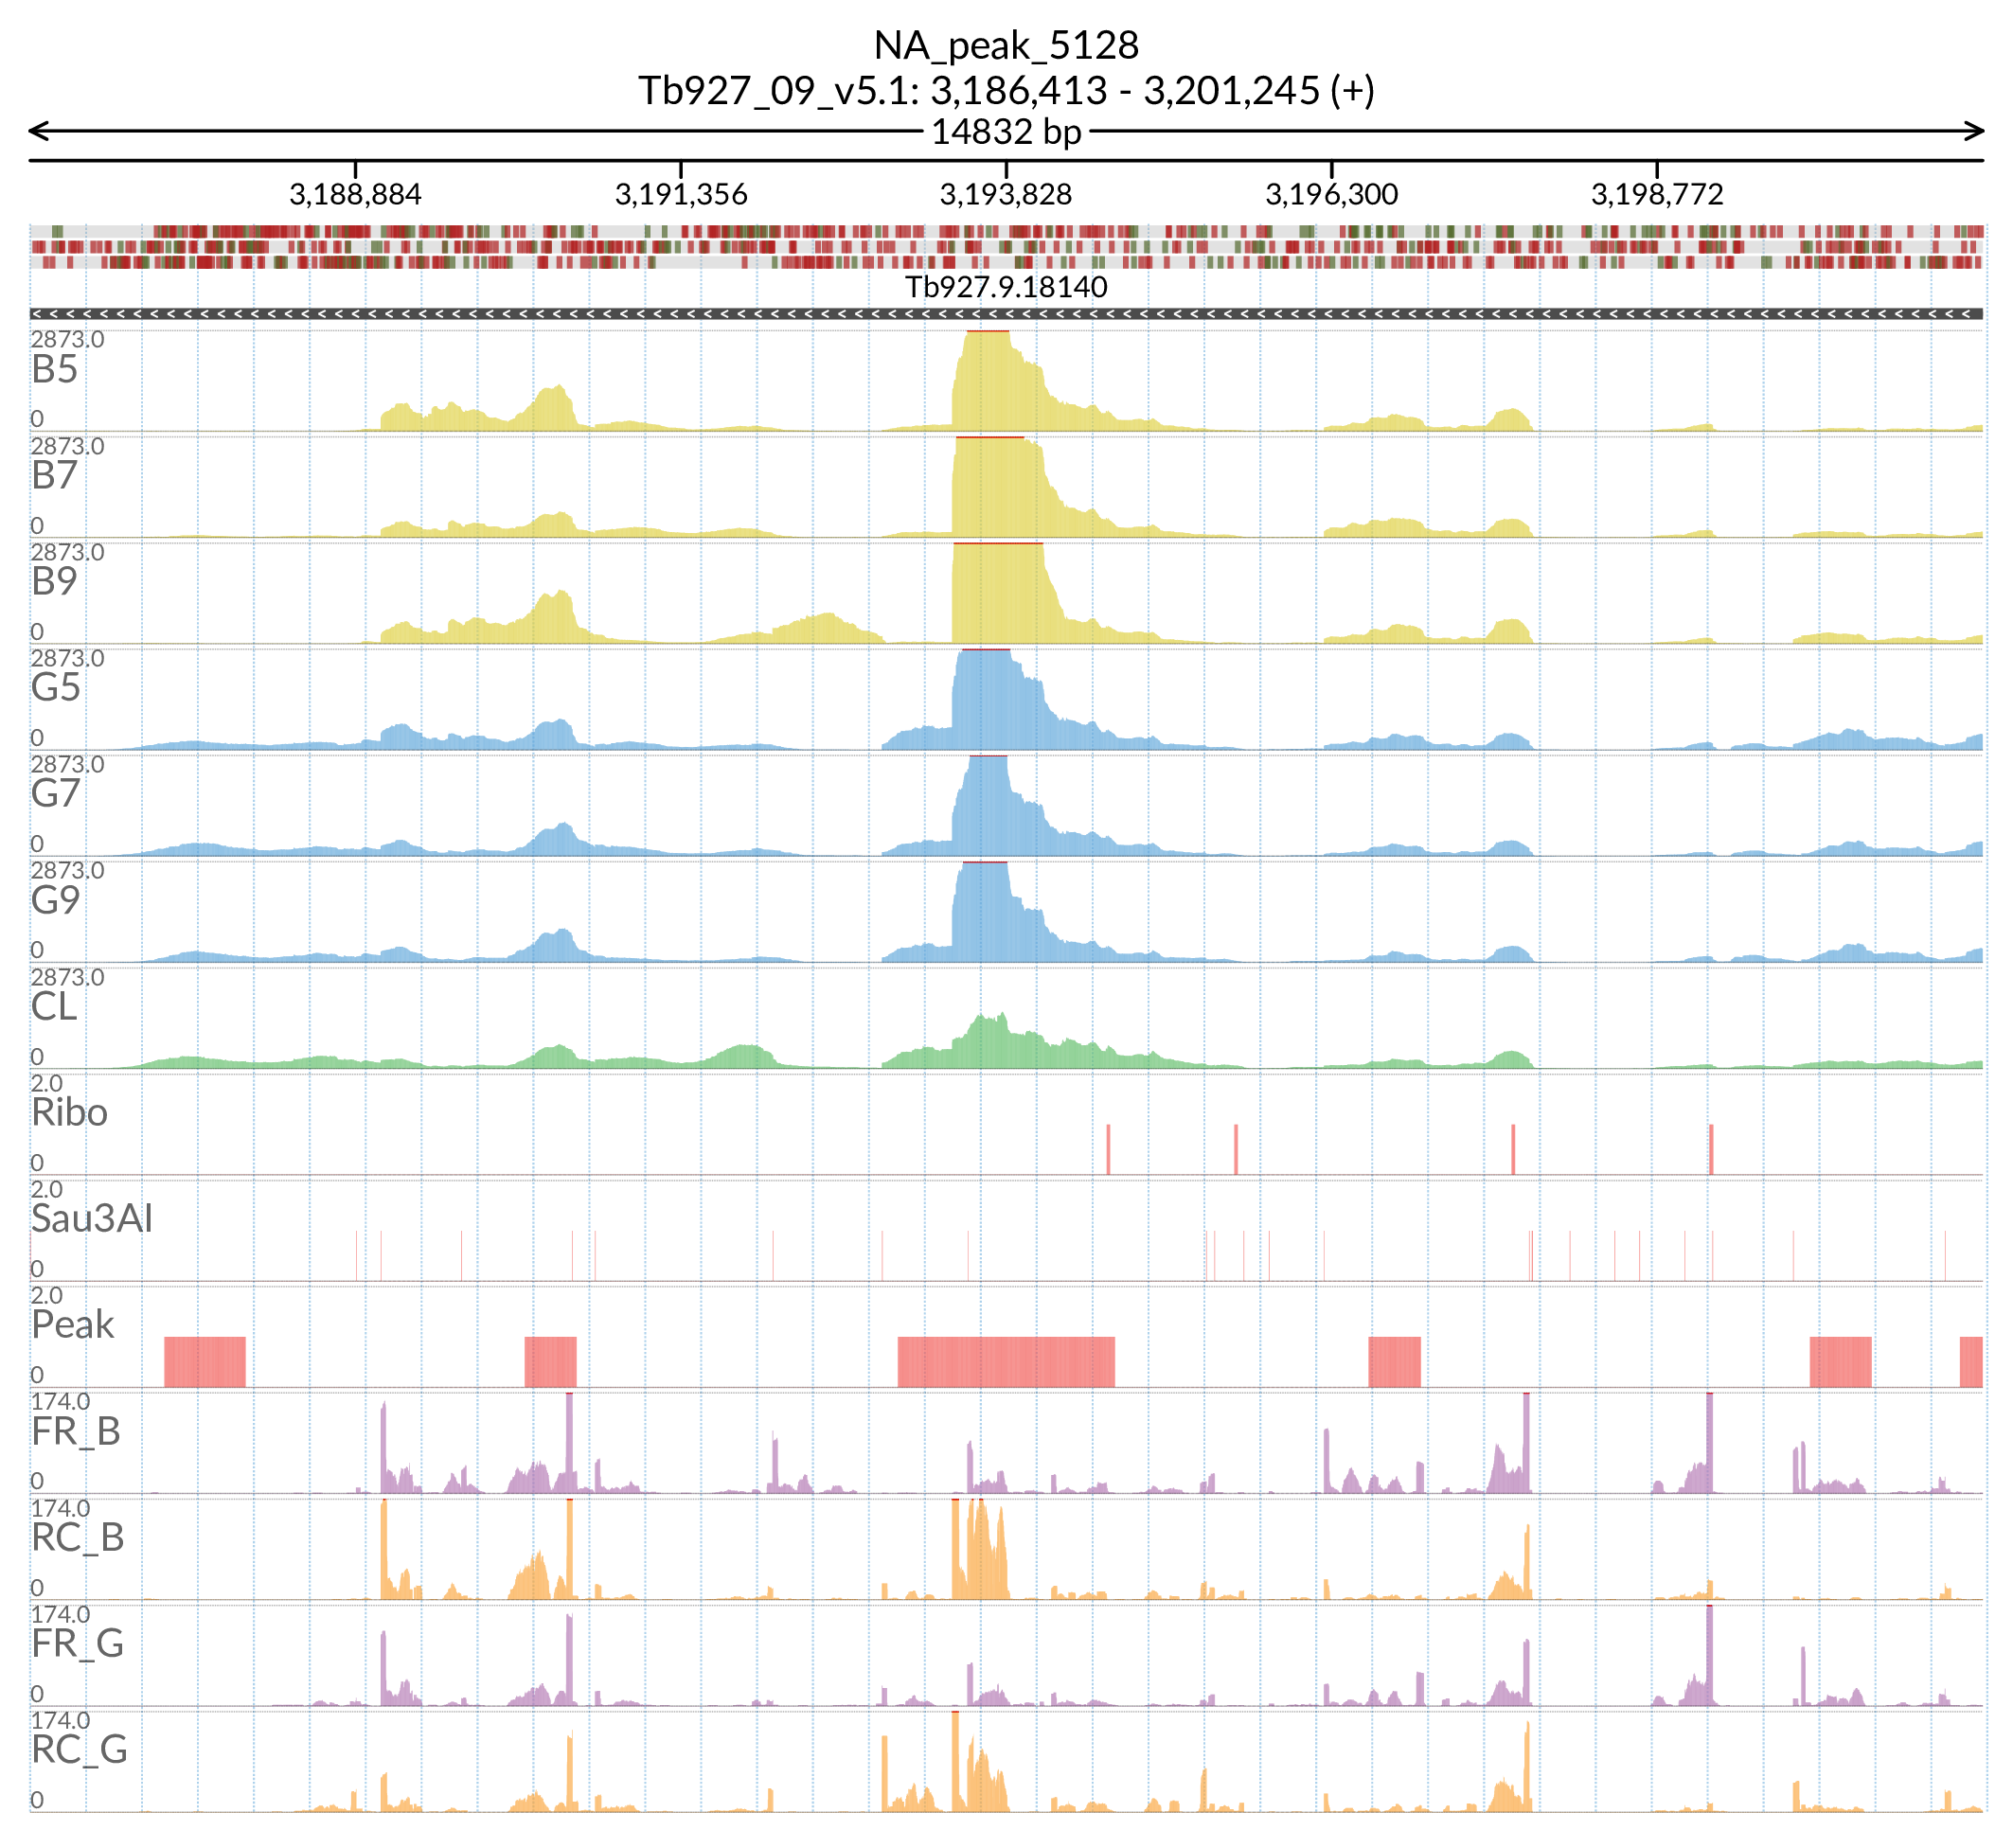 NA_peak_5128
Tb927_09_v5.1: 3,186,413 - 3,201,245 (+)
14832 bp
3,188,884 3,191,356 3,193,828 3,196,300 3,198,772
Tb927.9.18140
2873.0
B5
0
2873.0
B7
0
2873.0
B9
0
2873.0
G5
0
2873.0
G7
0
2873.0
G9
0
2873.0
CL
0
2.0
Ribo
0
2.0
Sau3AI
0
2.0
Peak
0
174.0
FR_B
0
174.0
RC_B
0
174.0
FR_G
0
174.0
RC_G
0